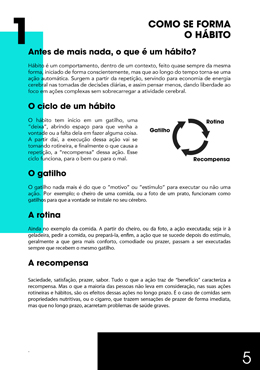 1
COMO SE FORMA
O HÁBITO
Antes de mais nada, o que é um hábito?
Hábito é um comportamento, dentro de um contexto, feito quase sempre da mesma
forma, iniciado de forma conscientemente, mas que ao longo do tempo torna-se uma
ação automática. Surgem a partir da repetição, servindo para economia de energia
cerebral nas tomadas de decisões diárias, e assim pensar menos, dando liberdade ao
foco em ações complexas sem sobrecarregar a atividade cerebral.
O ciclo de um hábito
O hábito tem início em um gatilho, uma
“deixa”, abrindo espaço para que venha a
vontade ou a falta dela em fazer alguma coisa.
A partir daí, a execução dessa ação vai se
tornando rotineira, e finalmente o que causa a
repetição, a “recompensa” dessa ação. Esse
ciclo funciona, para o bem ou para o mal.
Rotina
Gatilho
Recompensa
O gatilho
O gatilho nada mais é do que o “motivo” ou “estímulo” para executar ou não uma
ação. Por exemplo; o cheiro de uma comida, ou a foto de um prato, funcionam como
gatilhos para que a vontade se instale no seu cérebro.
A rotina
Ainda no exemplo da comida. A partir do cheiro, ou da foto, a ação executada; seja ir à
geladeira, pedir a comida, ou prepará-la, enfim, a ação que se sucede depois do estímulo,
geralmente a que gera mais conforto, comodidade ou prazer, passam a ser executadas
sempre que recebem o mesmo gatilho.
A recompensa
Saciedade, satisfação, prazer, sabor. Tudo o que a ação traz de “benefício” caracteriza a
recompensa. Mas o que a maioria das pessoas não leva em consideração, nas suas ações
rotineiras e hábitos, são os efeitos dessas ações no longo prazo. É o caso de comidas sem
propriedades nutritivas, ou o cigarro, que trazem sensações de prazer de forma imediata,
mas que no longo prazo, acarretam problemas de saúde graves.
5